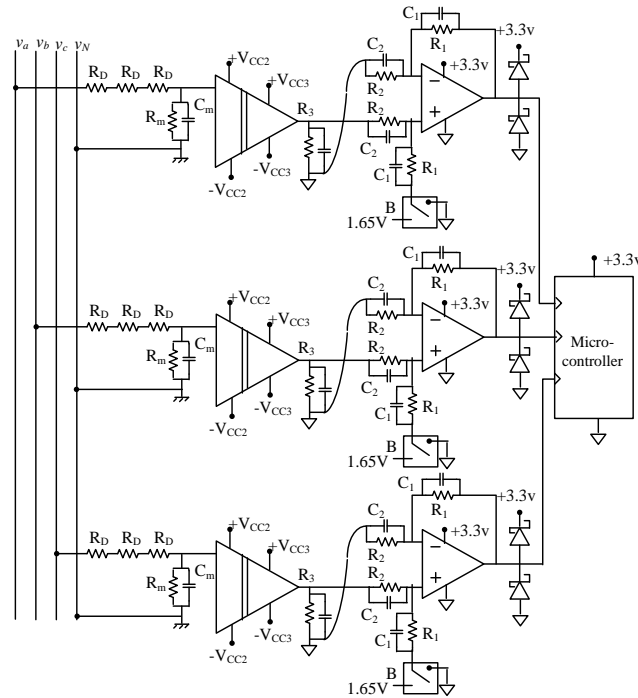 v_a v_b v_c v_N
C_1
R_1
+3.3v
+V_CC2
C_2
R_D R_D R_D
+V_CC3
+3.3v
R_2
R_m
C_m
R_3
R_2
-V_CC3
C_2
R_1
-V_CC2
C_1
B
1.65V
C_1
R_1
+3.3v
+3.3v
+V_CC2
C_2
R_D R_D R_D
+V_CC3
+3.3v
R_2
R_m
C_m
R_3
R_2
Micro-
controller
-V_CC3
C_2
R_1
-V_CC2
C_1
B
1.65V
C_1
R_1
+3.3v
+V_CC2
C_2
R_D R_D R_D
+V_CC3
+3.3v
R_2
R_m
C_m
R_3
R_2
-V_CC3
C_2
R_1
-V_CC2
C_1
B
1.65V